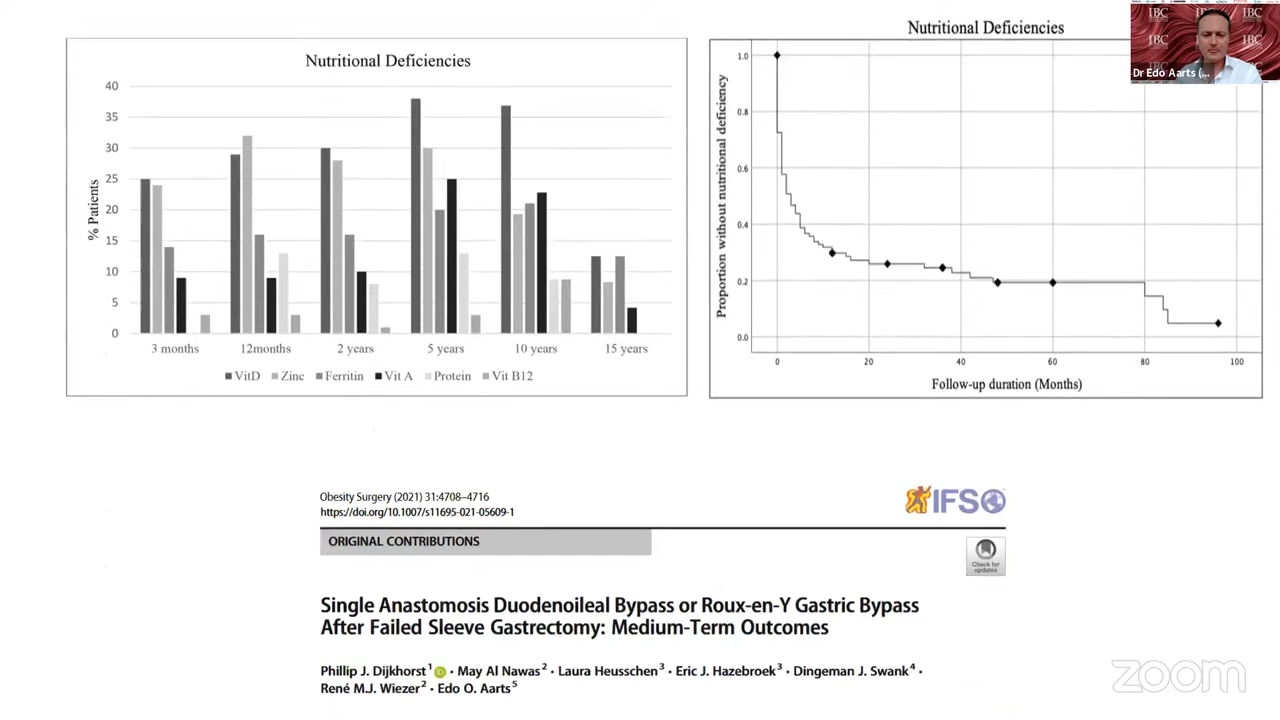 Nutritional Deficiencies
40
35
30
25
20
15
10
5
0
% Patients
3 months 12months 2 years 5 years 10 years 15 years
VitD Zinc Ferritin Vit A Protein Vit B12
Nutritional Deficiencies
1.0
0.8
0.6
0.4
0.2
0.0
Proportion without nutritional deficiency
0 20 40 60 80 100
Follow-up duration (Months)
IBC IBC
IBC IBC
Dr Edo Aarts (...
Obesity Surgery (2021) 31:4708–4716
https://doi.org/10.1007/s11695-021-05609-1
IFSO
ORIGINAL CONTRIBUTIONS
Check for
updates
Single Anastomosis Duodenoileal Bypass or Roux-en-Y Gastric Bypass
After Failed Sleeve Gastrectomy: Medium-Term Outcomes
Phillip J. Dijkhorst1 · May Al Nawas2 · Laura Heusschen3 · Eric J. Hazebroek3 · Dingeman J. Swank4 ·
René M.J. Wiezer2 · Edo O. Aarts5
zoom